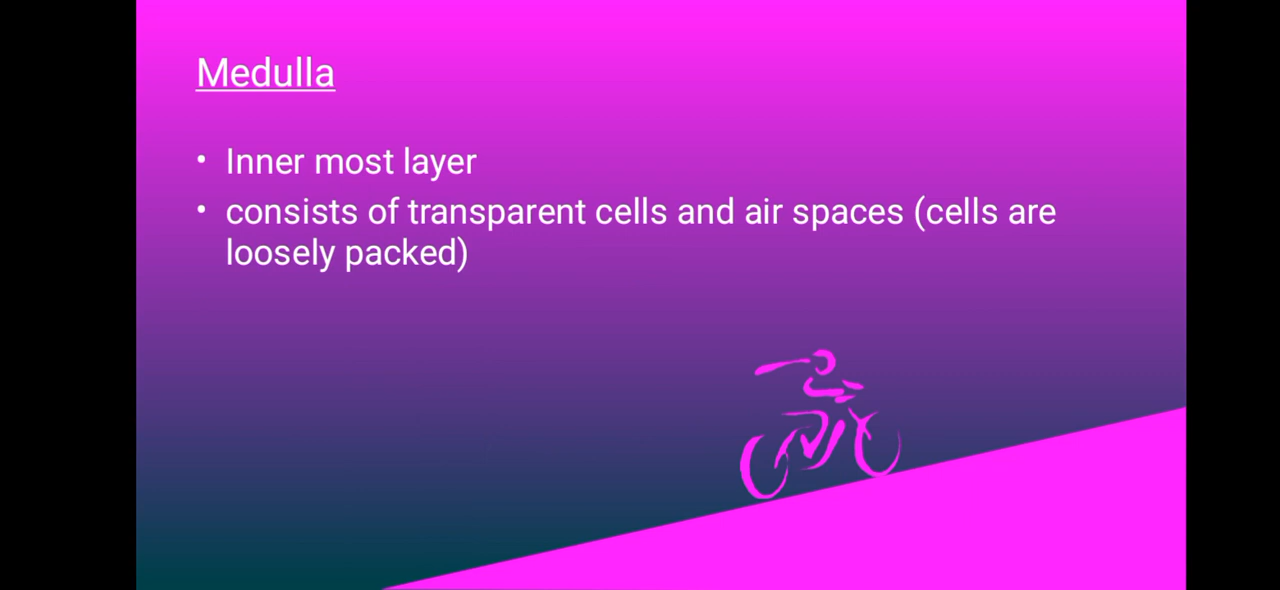 Medulla
• Inner most layer
• consists of transparent cells and air spaces (cells are
loosely packed)